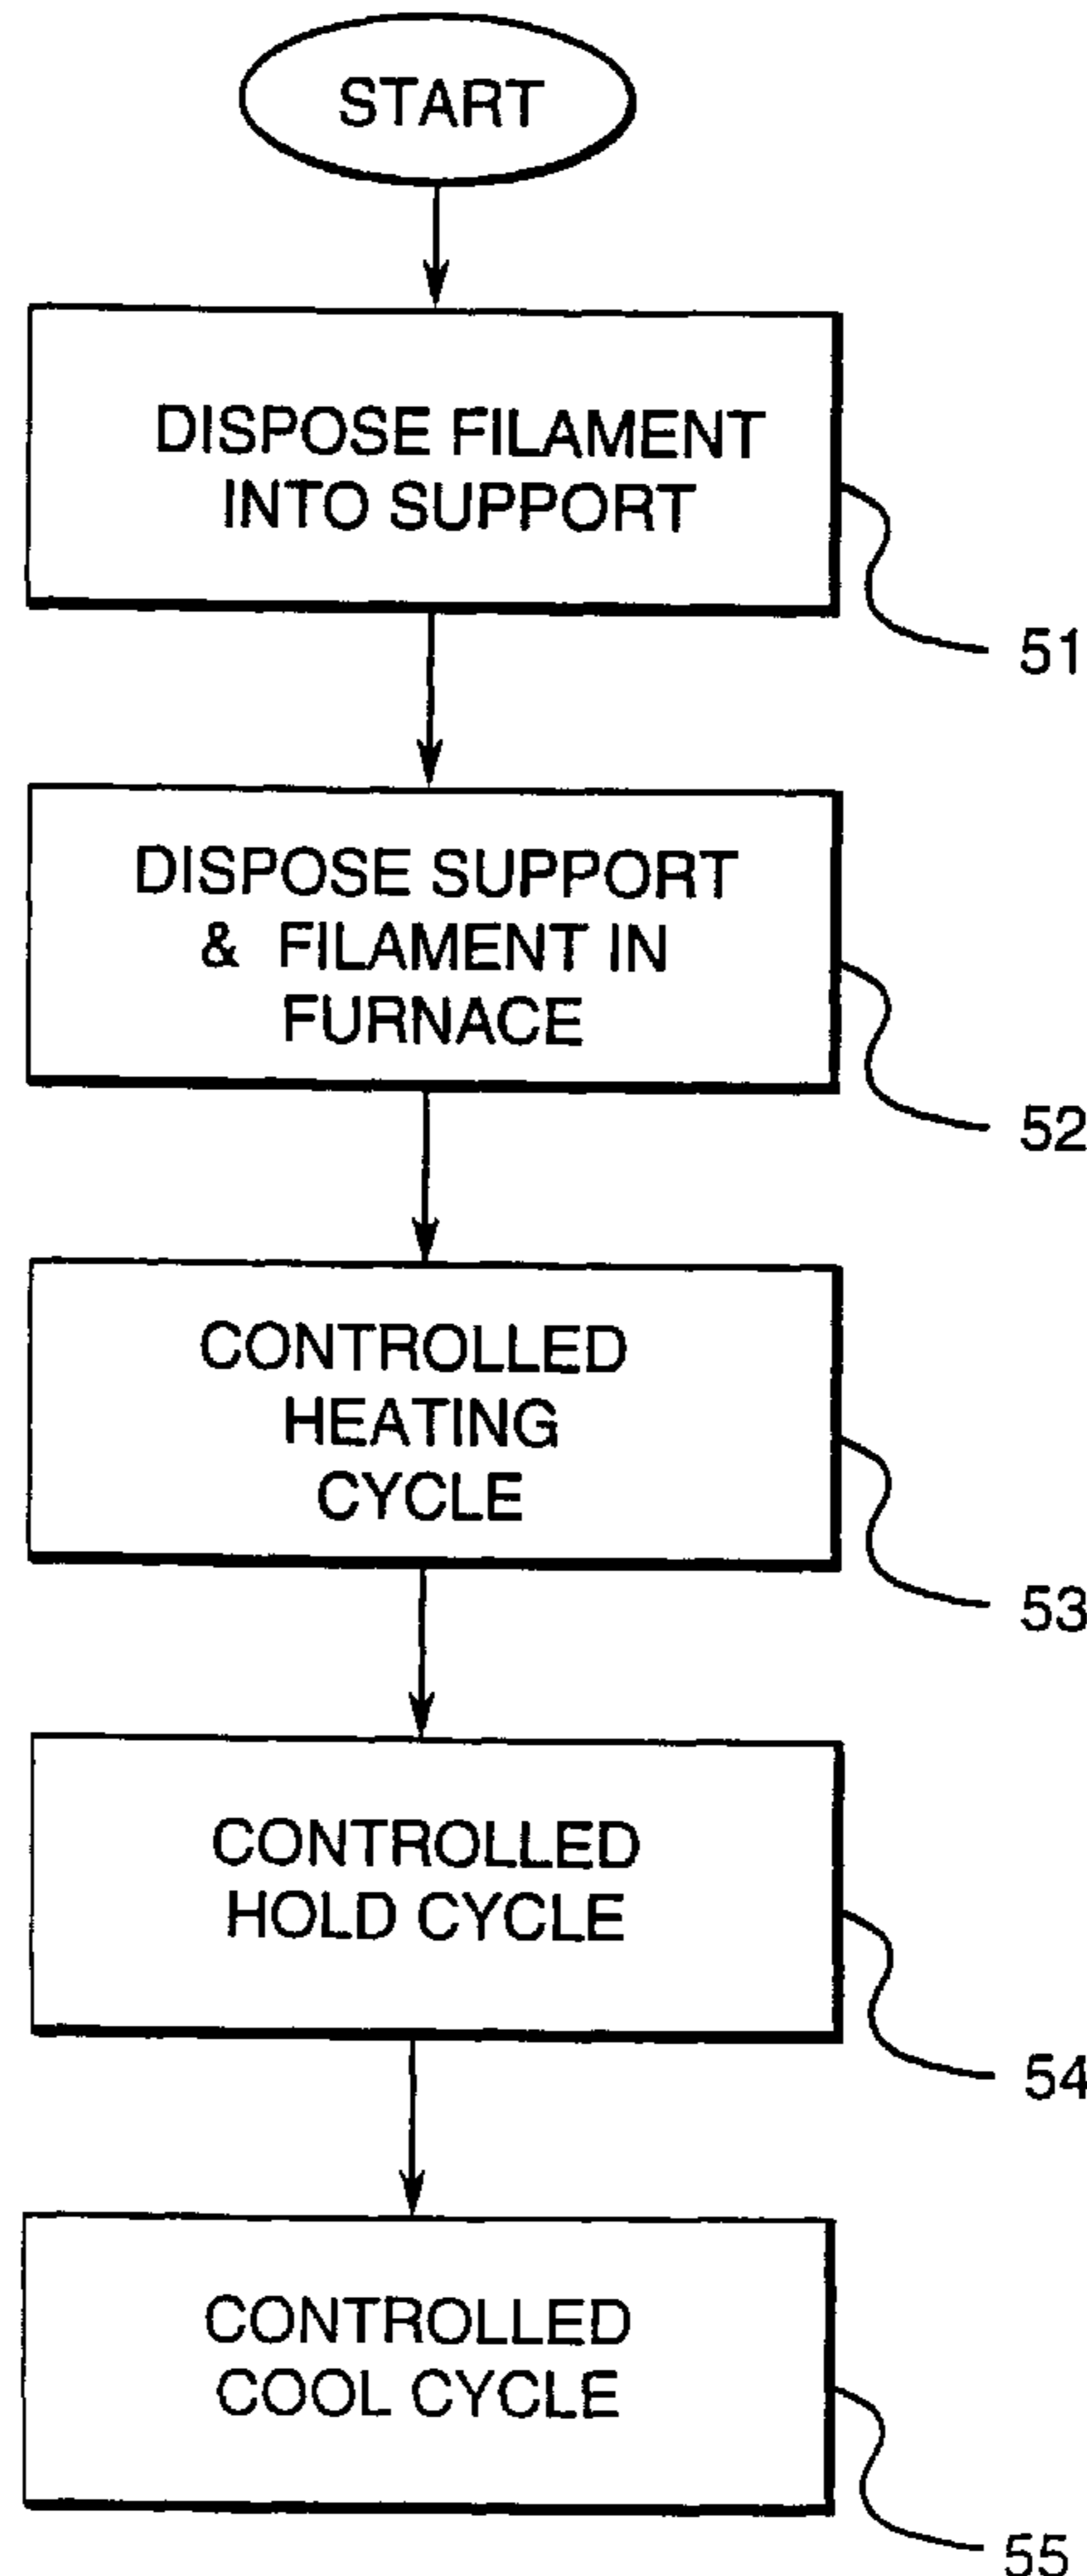 START
DISPOSE FILAMENT
INTO SUPPORT
51
DISPOSE SUPPORT
& FILAMENT IN
FURNACE
52
CONTROLLED
HEATING
CYCLE
53
CONTROLLED
HOLD CYCLE
54
CONTROLLED
COOL CYCLE
55